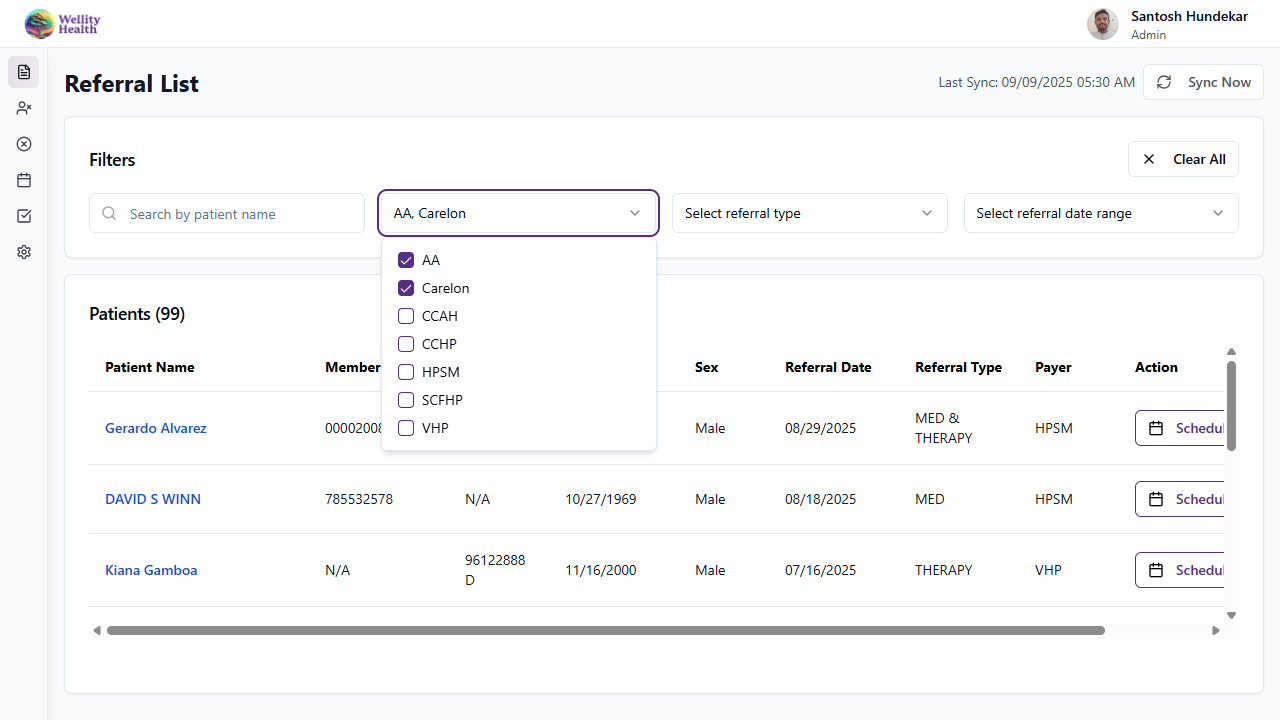 Wellity
Health
Santosh Hundekar
Admin
Referral List
Last Sync: 09/09/2025 05:30 AM
Sync Now
Filters
Clear All
Search by patient name
AA, Carelon
Select referral type
Select referral date range
AA
Carelon
CCAH
CCHP
HPSM
SCFHP
VHP
Patients (99)
Patient Name Member Sex Referral Date Referral Type Payer Action
Gerardo Alvarez 00002008 Male 08/29/2025 MED & THERAPY HPSM Schedul
DAVID S WINN 785532578 N/A 10/27/1969 Male 08/18/2025 MED HPSM Schedul
Kiana Gamboa N/A 96122888D 11/16/2000 Male 07/16/2025 THERAPY VHP Schedul